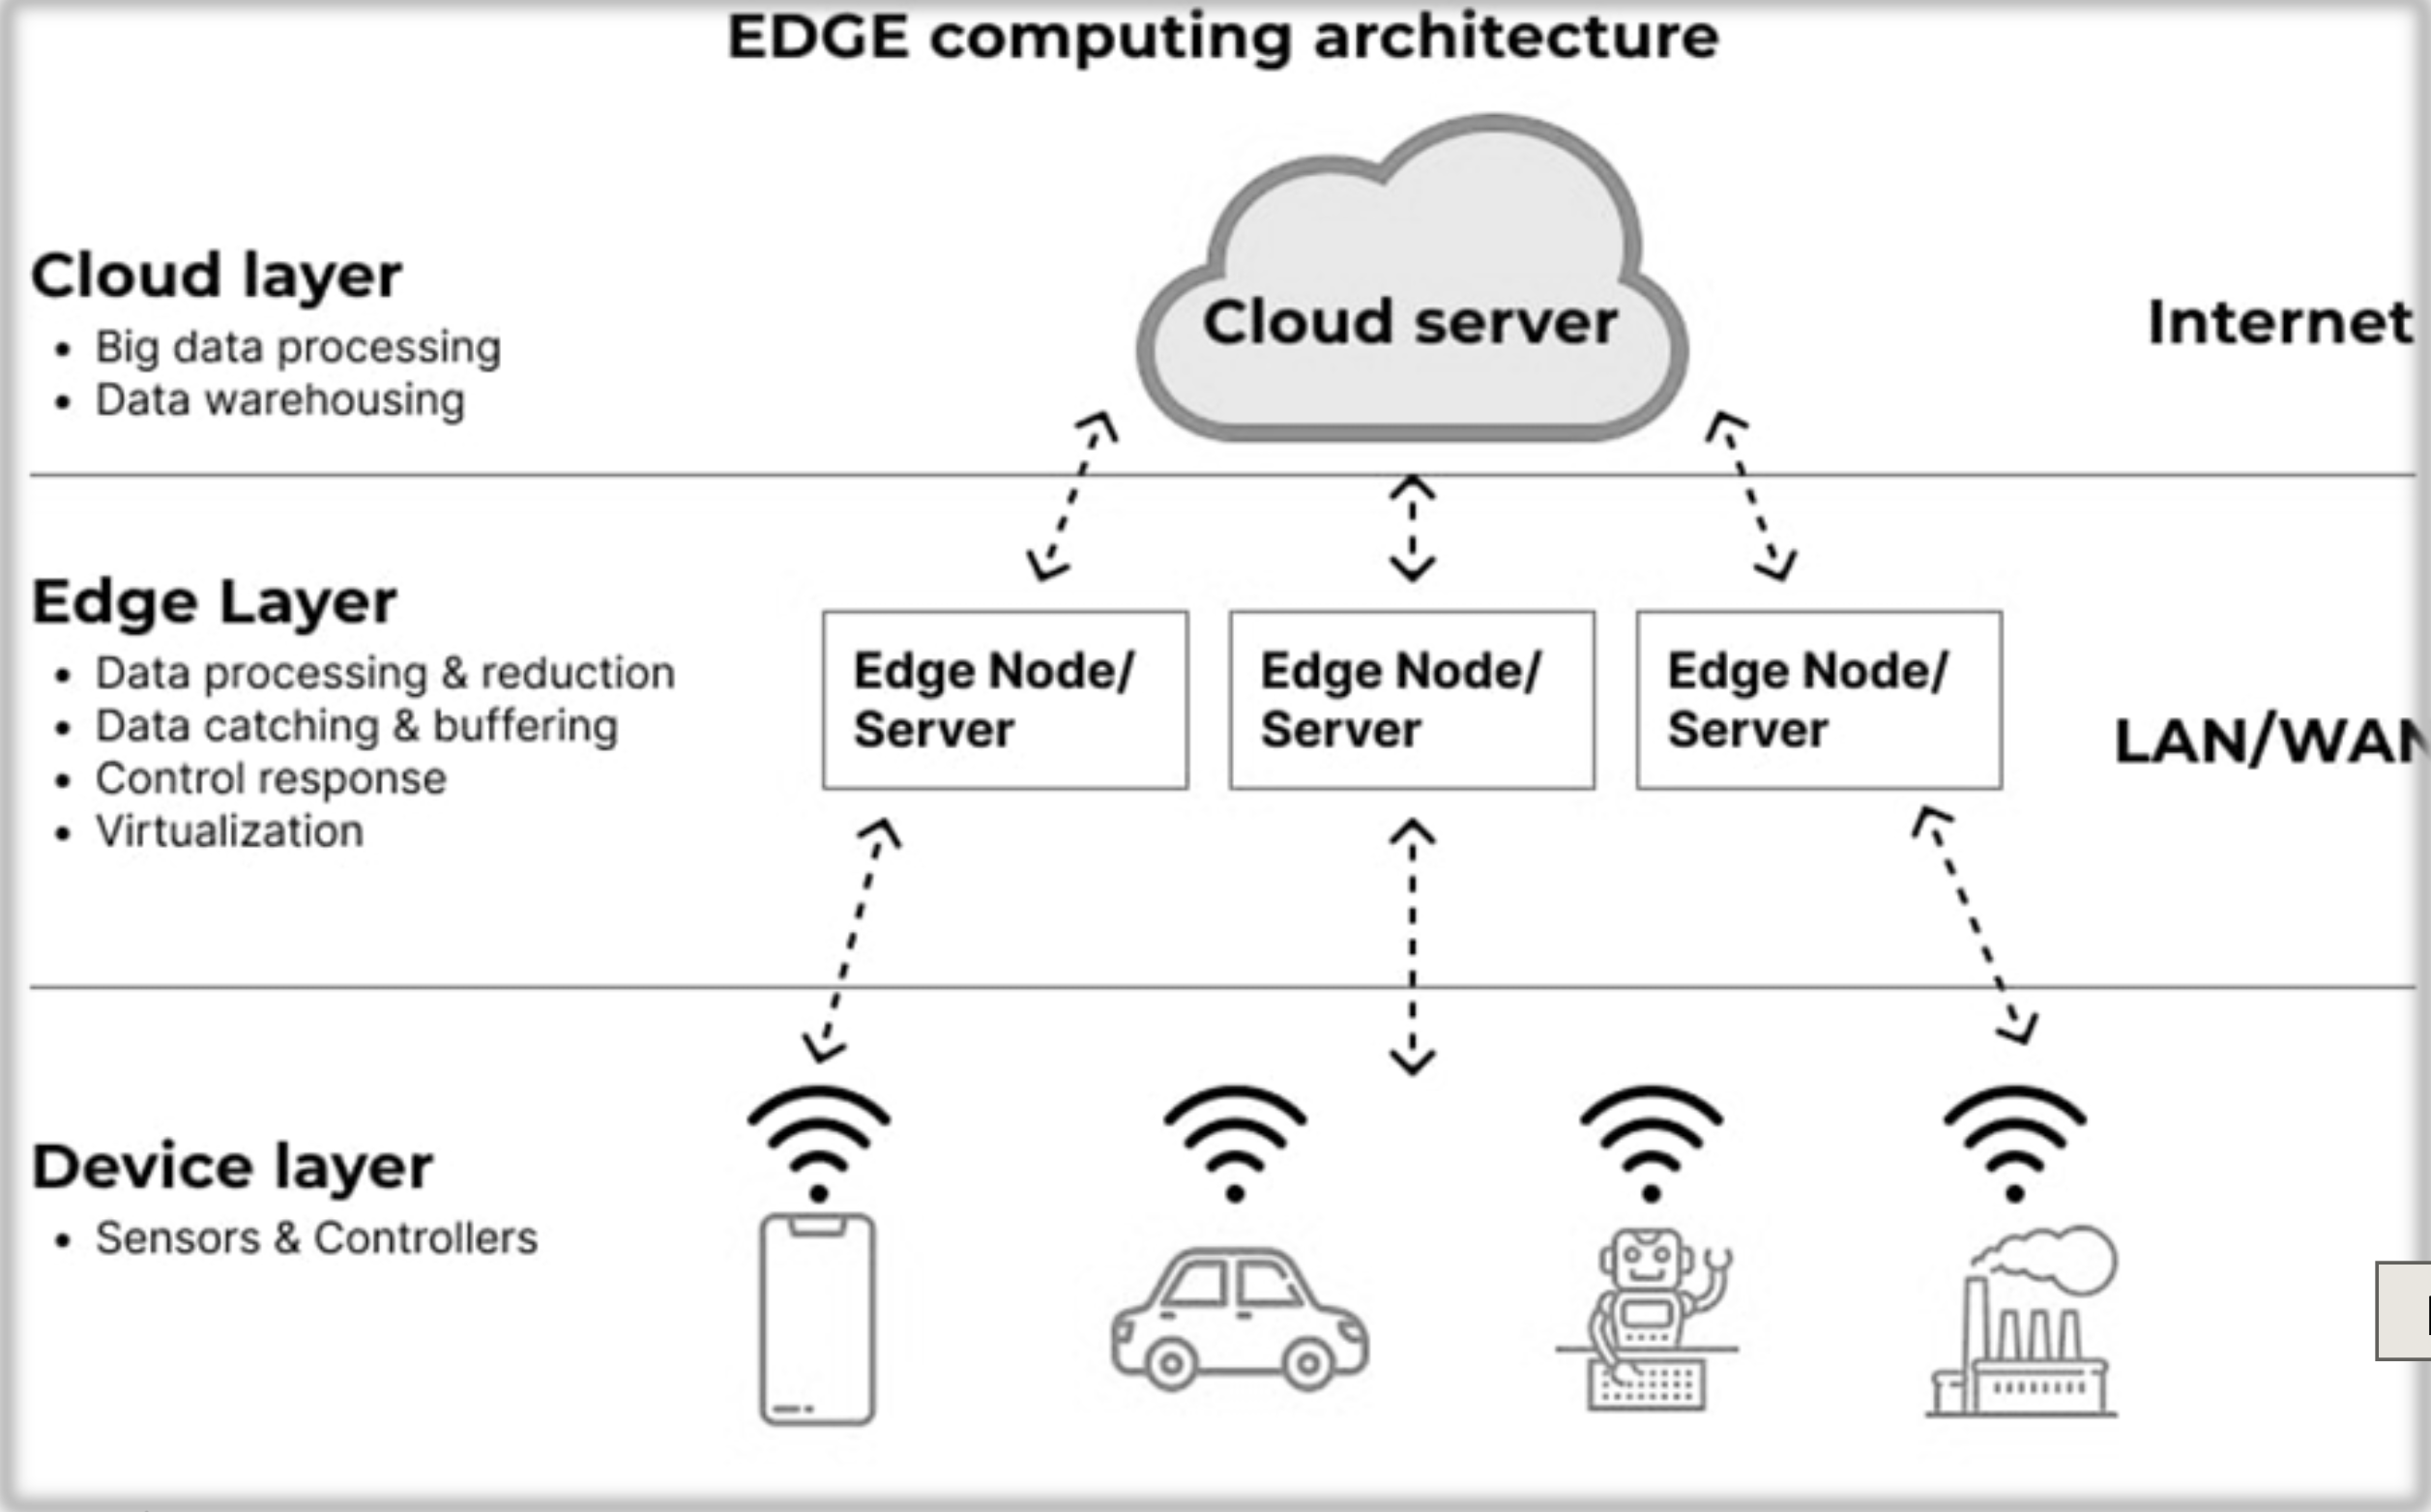 EDGE computing architecture
Cloud layer
• Big data processing
• Data warehousing
Cloud server
Internet
Edge Layer
• Data processing & reduction
• Data catching & buffering
• Control response
• Virtualization
Edge Node/
Server
Edge Node/
Server
Edge Node/
Server
LAN/WAN
Device layer
• Sensors & Controllers